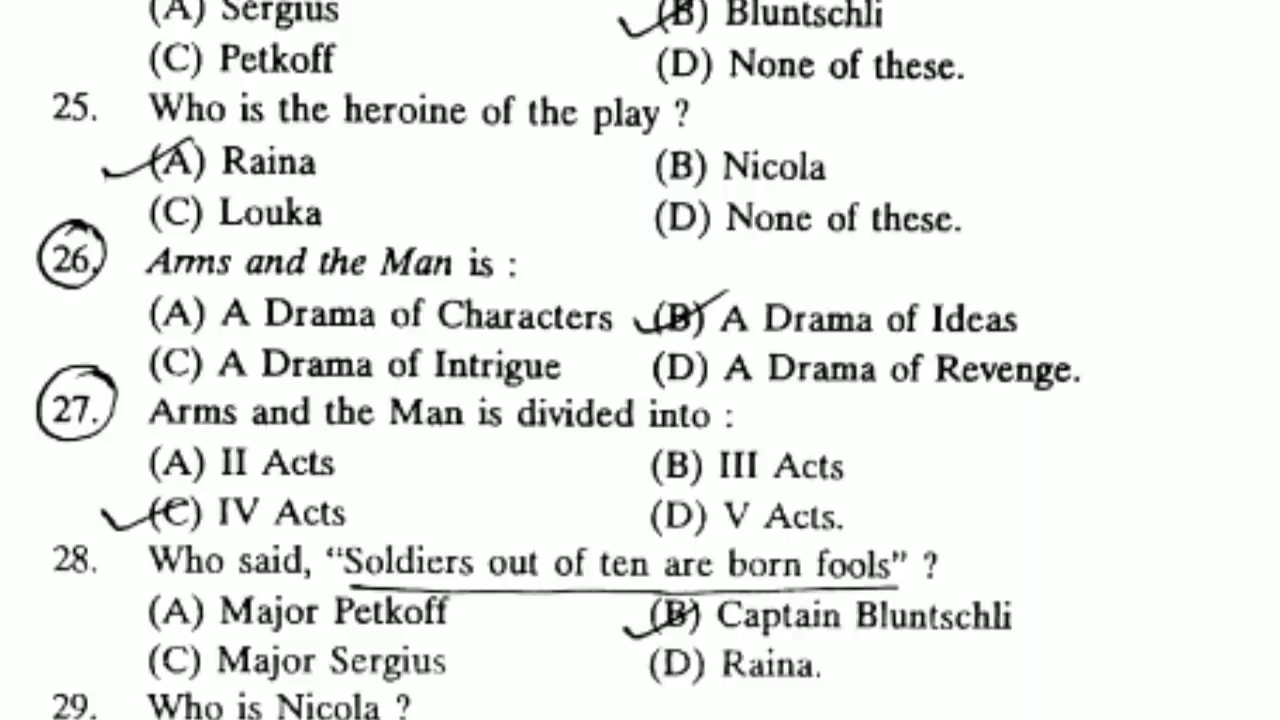 (A) Sergius (B) Bluntschli
(C) Petkoff (D) None of these.
25. Who is the heroine of the play ?
(A) Raina (B) Nicola
(C) Louka (D) None of these.
26. Arms and the Man is :
(A) A Drama of Characters (B) A Drama of Ideas
(C) A Drama of Intrigue (D) A Drama of Revenge.
27. Arms and the Man is divided into :
(A) II Acts (B) III Acts
(C) IV Acts (D) V Acts.
28. Who said, “Soldiers out of ten are born fools” ?
(A) Major Petkoff (B) Captain Bluntschli
(C) Major Sergius (D) Raina.
29. Who is Nicola ?